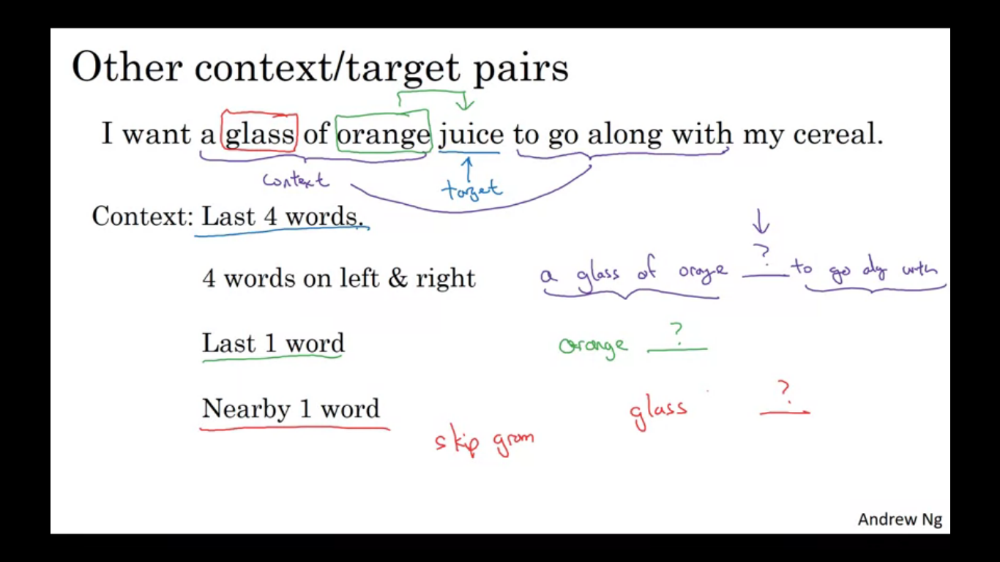 Other context/target pairs
I want a glass of orange juice to go along with my cereal.
context
target
Context: Last 4 words.
?
4 words on left & right
a glass of orange to go alg with
?
Last 1 word
orange
?
Nearby 1 word
glass
skip gram
Andrew Ng